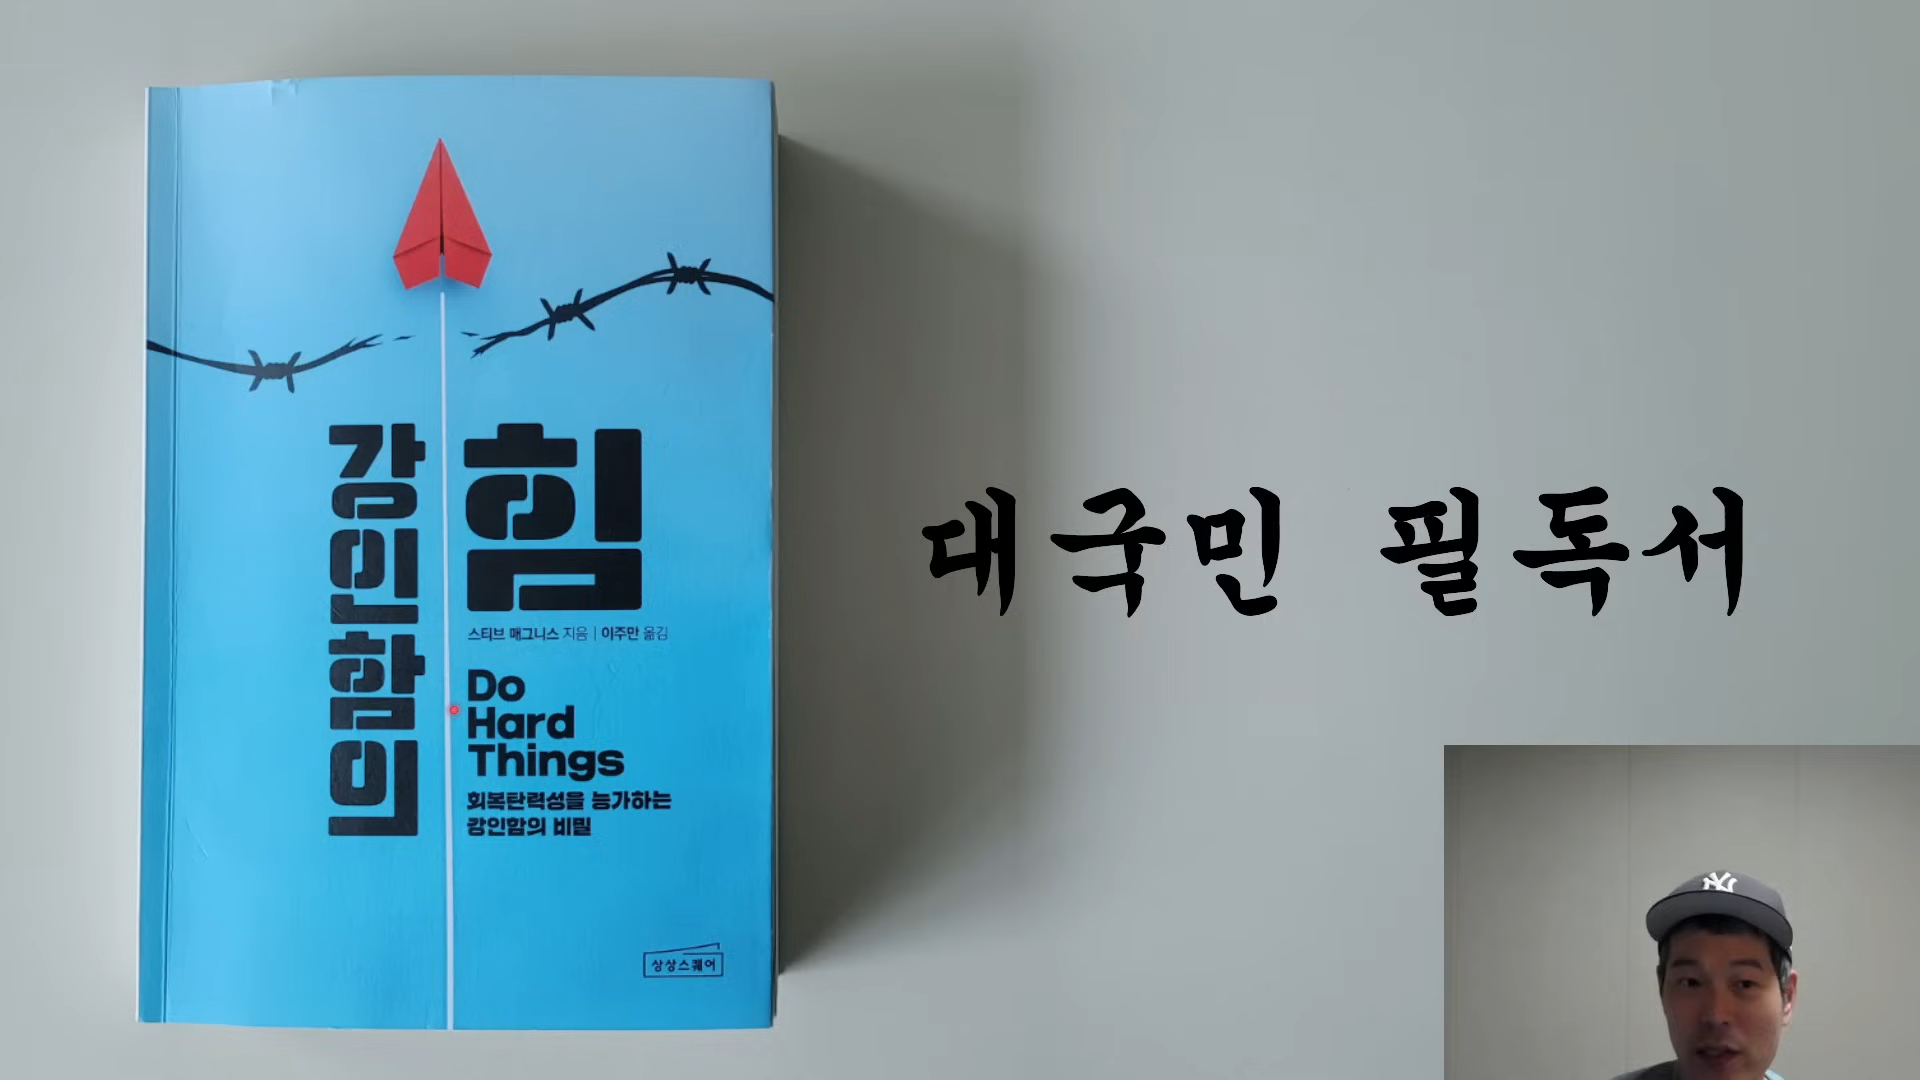 강인함의
힘
스티브 매그니스 지음 | 이주만 옮김
Do
Hard
Things
회복탄력성을 능가하는
강인함의 비밀
상상스퀘어
대국민 필독서
NY